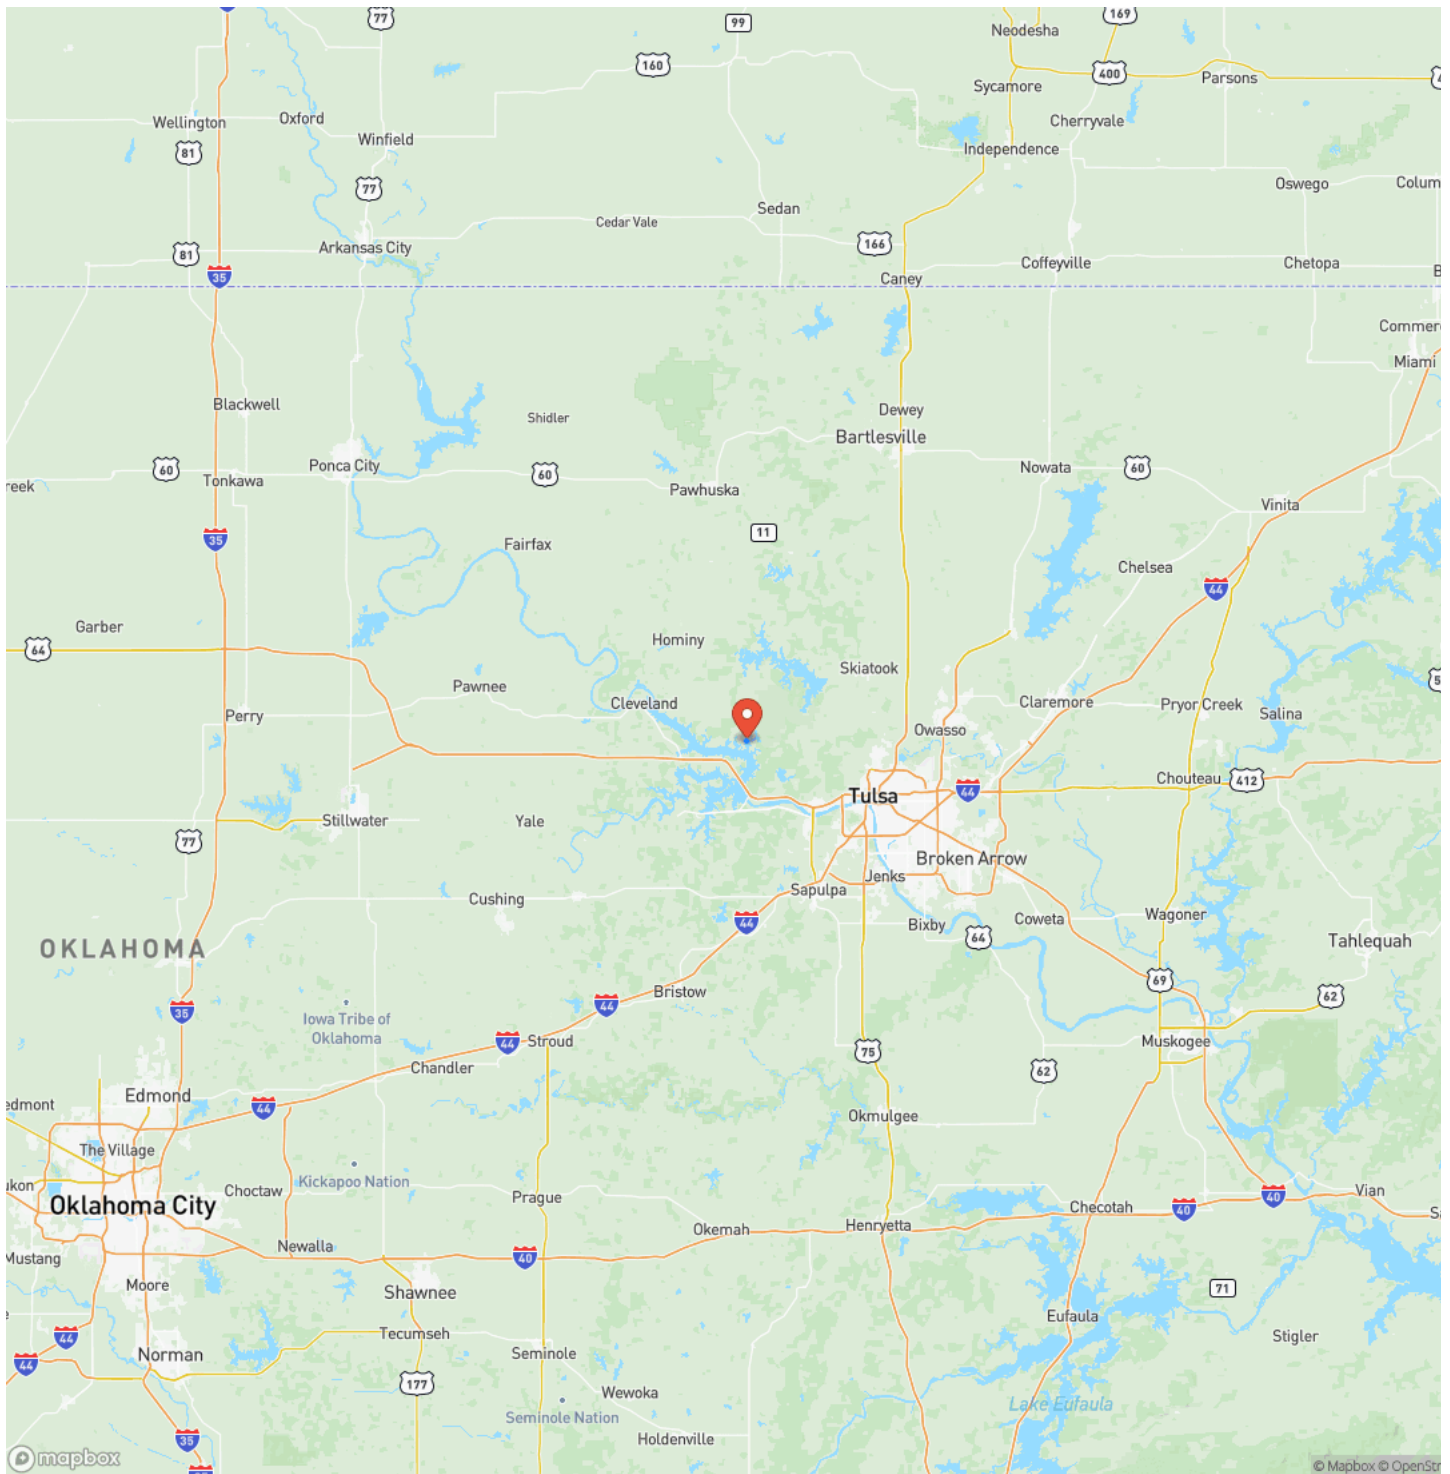 77
99
169
Neodesha
160
400
Parsons
Sycamore
Wellington
Oxford
Cherryvale
Winfield
81
Independence
77
Oswego
Colum
Sedan
Cedar Vale
166
Arkansas City
81
35
Coffeyville
Chetopa
Caney
Commer
Miami
Blackwell
Shidler
Dewey
Bartlesville
60
Ponca City
60
Nowata
60
reek
Tonkawa
Pawhuska
Vinita
11
35
Fairfax
Chelsea
44
Garber
64
Hominy
Skiatook
Pawnee
Cleveland
Claremore
Pryor Creek
Salina
Perry
Owasso
Chouteau
412
Tulsa
44
Stillwater
Yale
77
Broken Arrow
Jenks
Sapulpa
Cushing
44
Bixby
64
Coweta
Wagoner
Tahlequah
OKLAHOMA
69
62
Bristow
44
35
Iowa Tribe of
Oklahoma
44
Stroud
75
Muskogee
62
Chandler
Edmond
edmont
44
Okmulgee
The Village
Kickapoo Nation
ukon
Choctaw
Prague
Vian
40
40
Checotah
Oklahoma City
Okemah
Henryetta
Newalla
40
Mustang
Moore
Shawnee
71
Eufaula
44
Tecumseh
Stigler
44
Norman
Seminole
177
Wewoka
Lake Eufaula
Seminole Nation
35
Holdenville
mapbox
© Mapbox © OpenStr